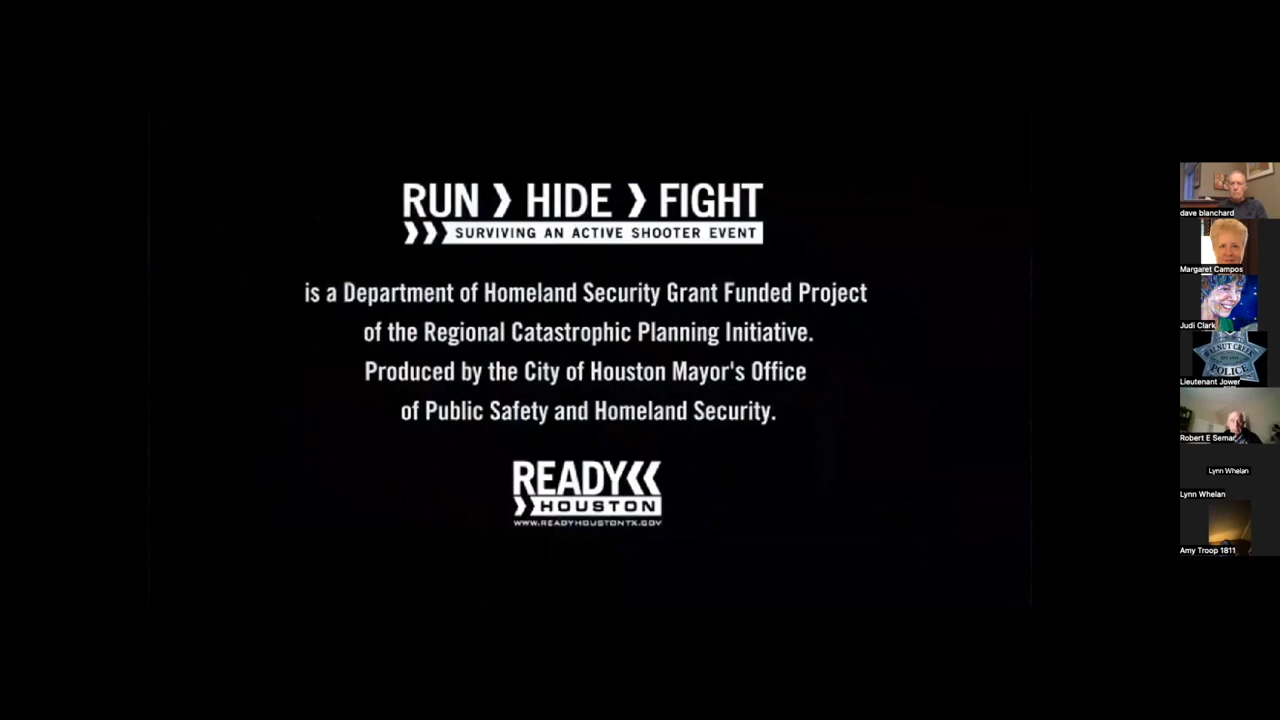 RUN HIDE FIGHT
SURVIVING AN ACTIVE SHOOTER EVENT
is a Department of Homeland Security Grant Funded Project
of the Regional Catastrophic Planning Initiative.
Produced by the City of Houston Mayor's Office
of Public Safety and Homeland Security.
READY
HOUSTON
WWW.READYHOUSTONTX.GOV
dave blanchard
Margaret Campos
Judi Clark
WALNUT CREEK
POLICE
Lieutenant Jower
Robert E Semar
Lynn Whelan
Lynn Whelan
Amy Troop 1811